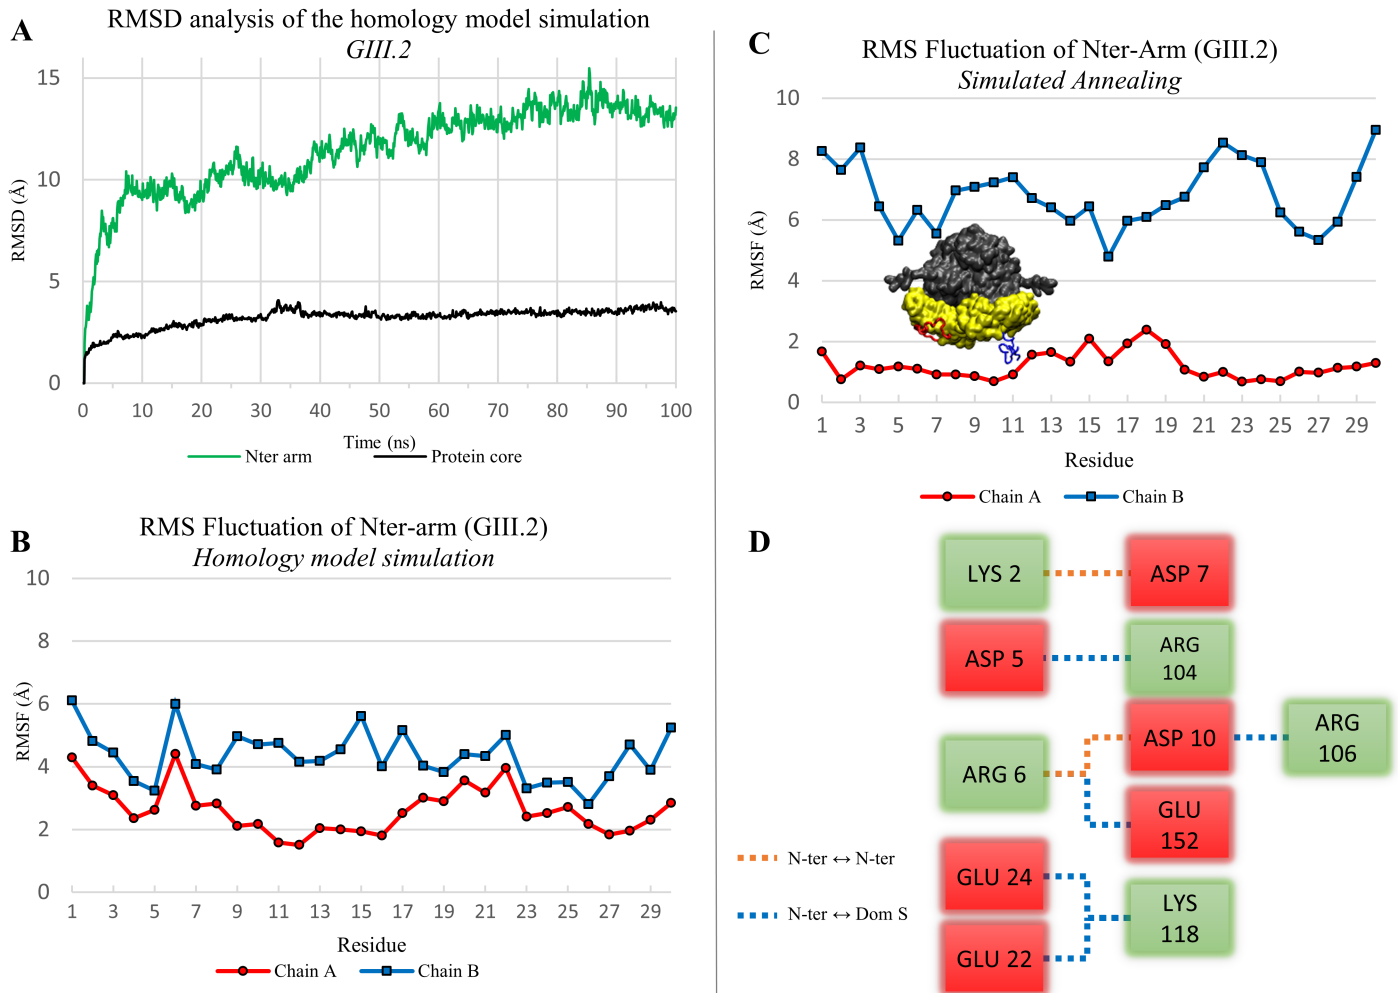 A
RMSD analysis of the homology model simulation
GIII.2
RMSD (Å)
15
10
5
0
0 10 20 30 40 50 60 70 80 90 100
Time (ns)
Nter arm Protein core
B
RMS Fluctuation of Nter-arm (GIII.2)
Homology model simulation
RMSF (Å)
10
8
6
4
2
0
1 3 5 7 9 11 13 15 17 19 21 23 25 27 29
Residue
Chain A Chain B
C
RMS Fluctuation of Nter-Arm (GIII.2)
Simulated Annealing
RMSF (Å)
10
8
6
4
2
0
1 3 5 7 9 11 13 15 17 19 21 23 25 27 29
Residue
Chain A Chain B
D
LYS 2
ASP 7
ASP 5
ARG
104
ARG 6
ASP 10
ARG
106
GLU
152
GLU 24
GLU 22
LYS
118
N-ter ↔ N-ter
N-ter ↔ Dom S